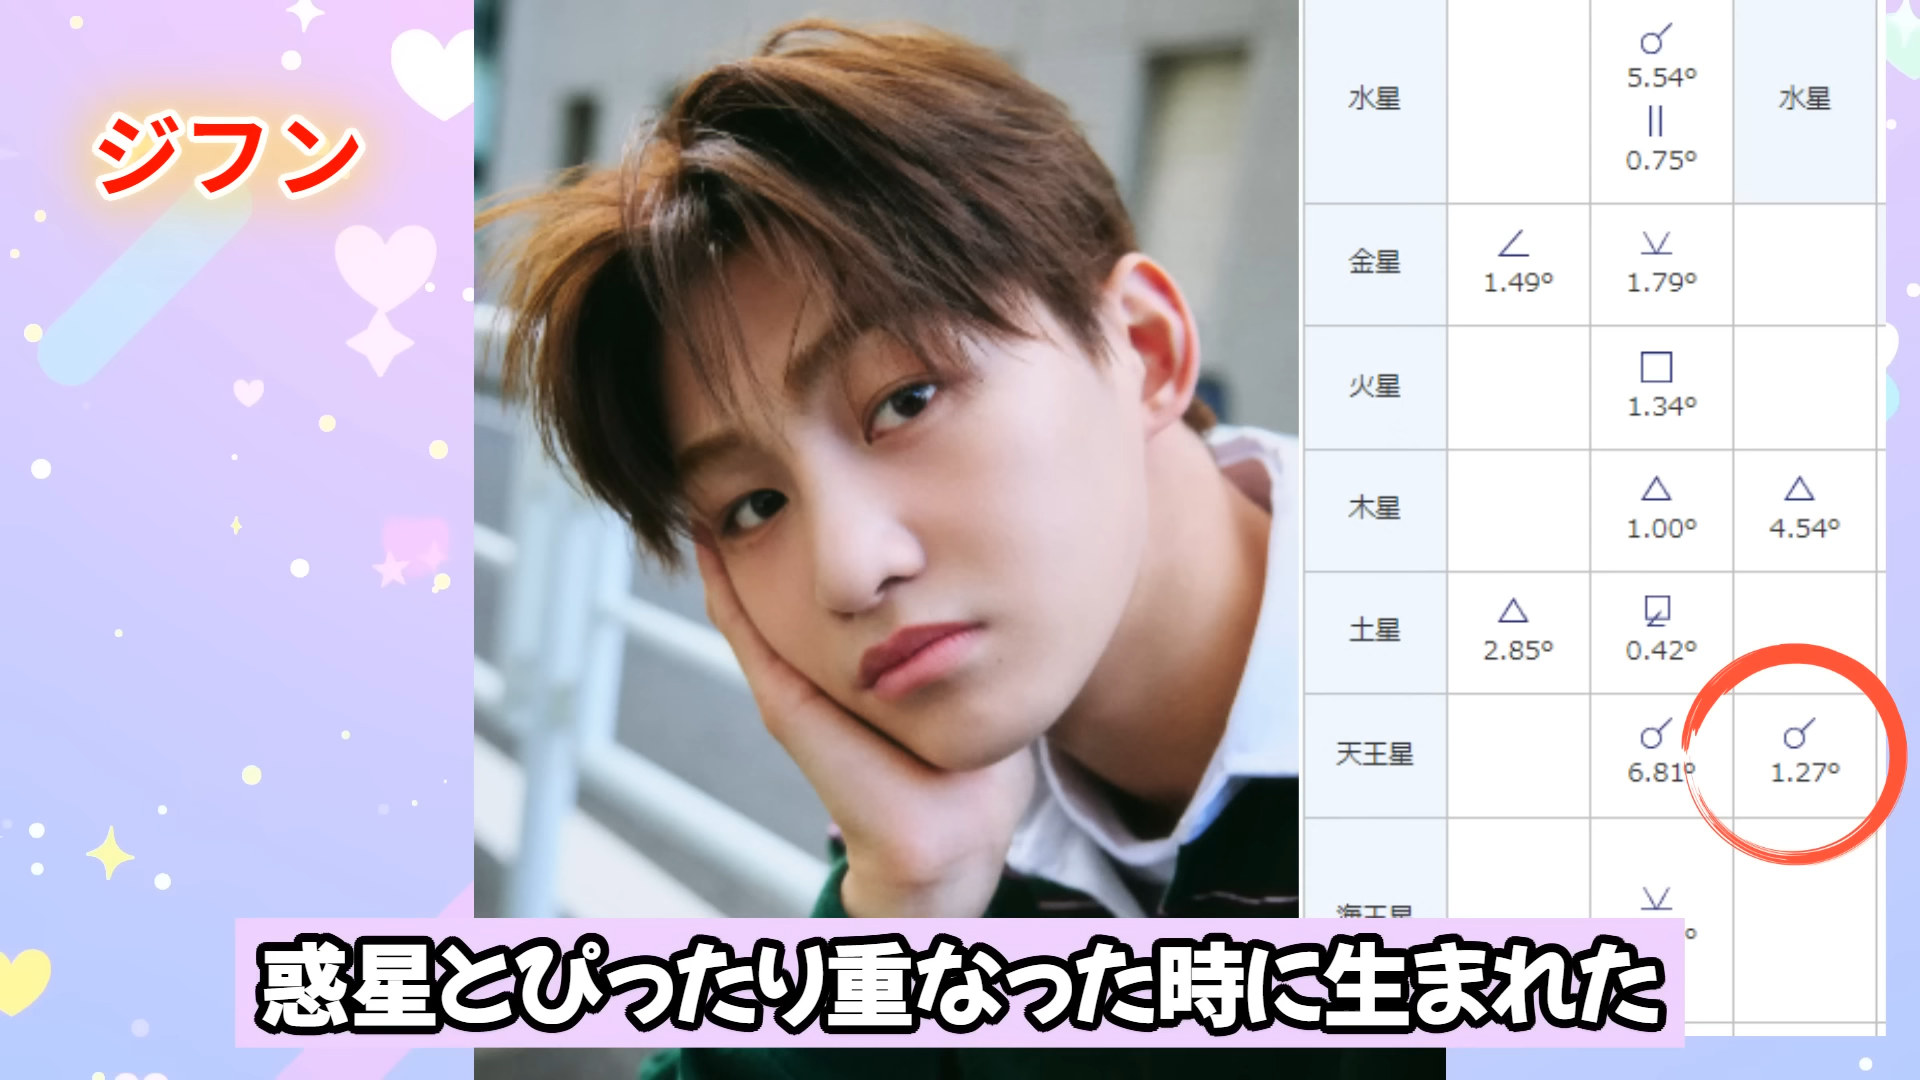 ジフン
水星
5.54°
0.75°
水星
金星
1.49°
1.79°
火星
1.34°
木星
1.00°
4.54°
土星
2.85°
0.42°
天王星
6.81°
1.27°
海王星
惑星とぴったり重なった時に生まれた